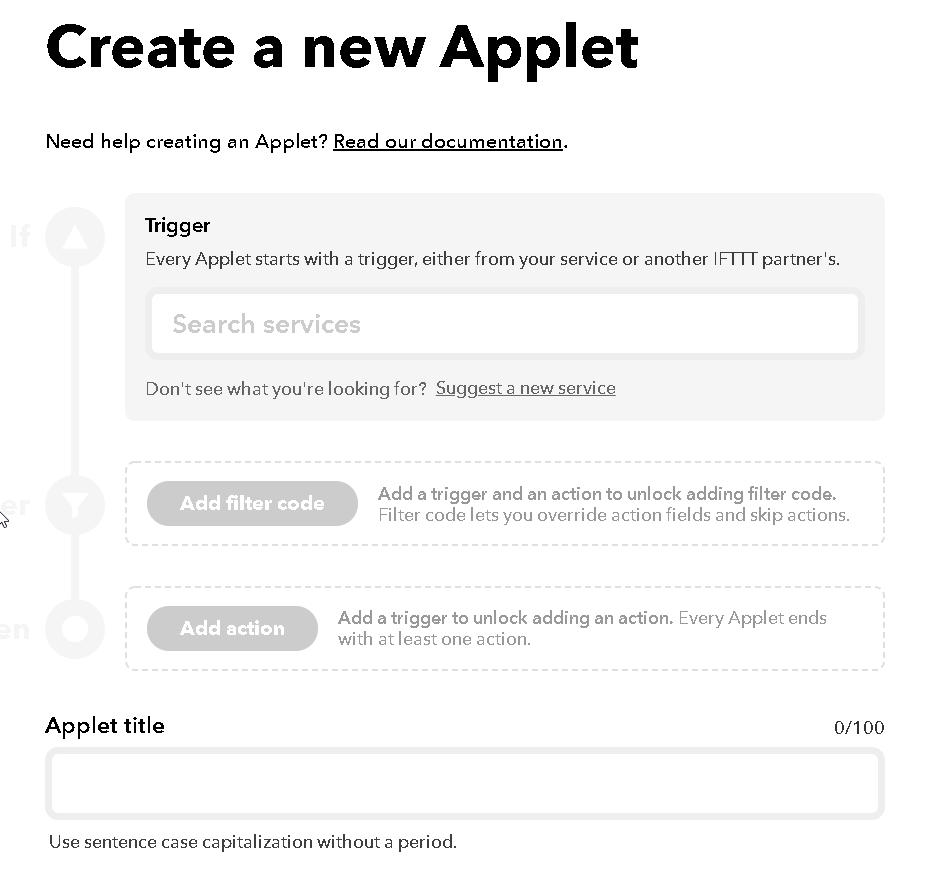 Create a new Applet
Need help creating an Applet? Read our documentation.
If
Trigger
Every Applet starts with a trigger, either from your service or another IFTTT partner's.
Search services
Don't see what you're looking for? Suggest a new service
er
Add filter code
Add a trigger and an action to unlock adding filter code.
Filter code lets you override action fields and skip actions.
en
Add action
Add a trigger to unlock adding an action. Every Applet ends
with at least one action.
Applet title
0/100
Use sentence case capitalization without a period.